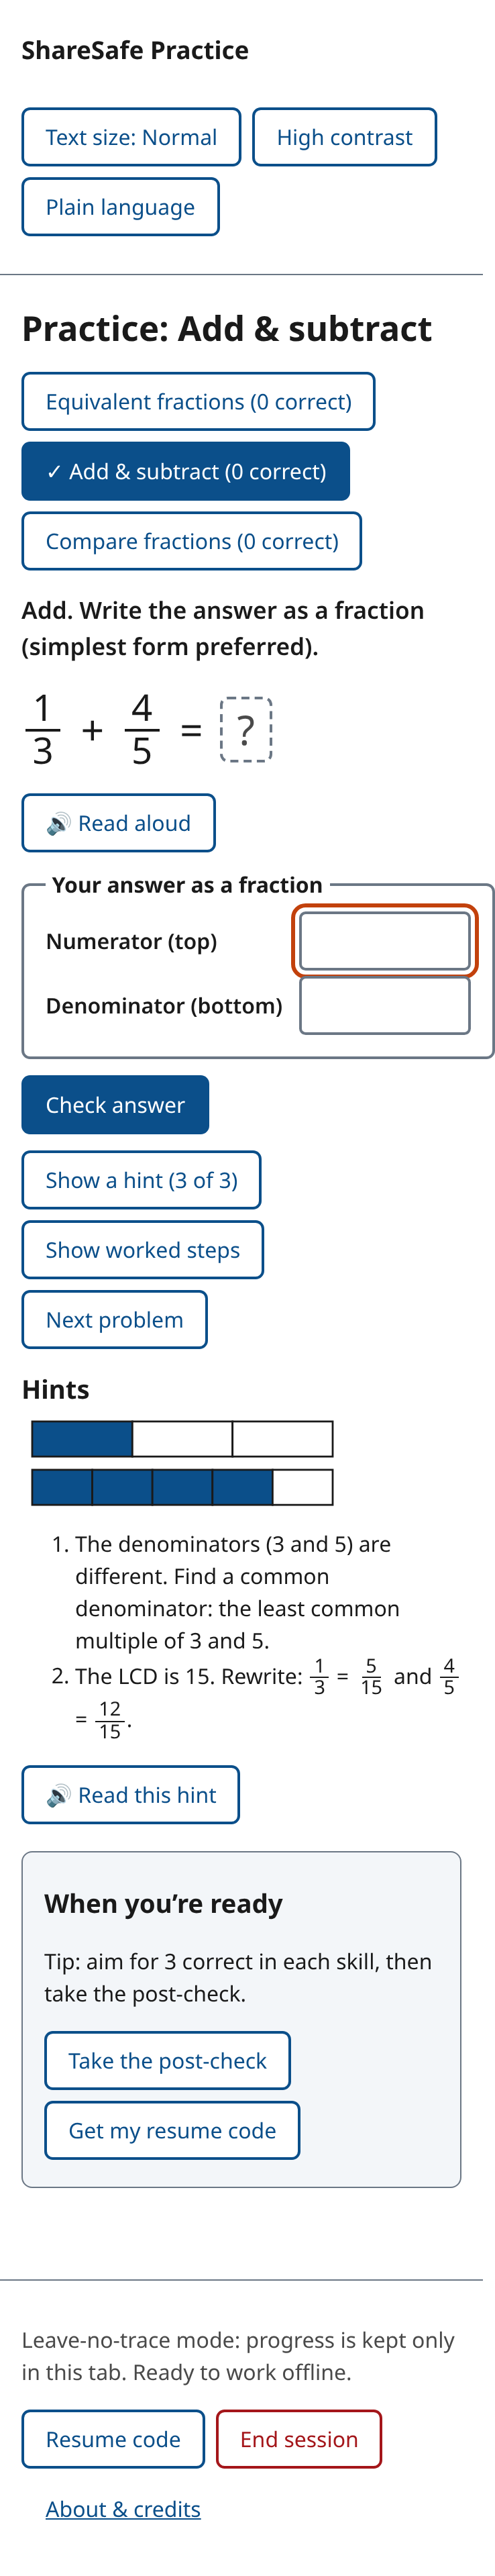 ShareSafe Practice
Text size: Normal
High contrast
Plain language
Practice: Add & subtract
Equivalent fractions (0 correct)
✓ Add & subtract (0 correct)
Compare fractions (0 correct)
Add. Write the answer as a fraction
(simplest form preferred).
1/3 + 4/5 = ?
🔊 Read aloud
Your answer as a fraction
Numerator (top)
Denominator (bottom)
Check answer
Show a hint (3 of 3)
Show worked steps
Next problem
Hints
1. The denominators (3 and 5) are
different. Find a common
denominator: the least common
multiple of 3 and 5.
2. The LCD is 15. Rewrite: 1/3 = 5/15 and 4/5
= 12/15.
🔊 Read this hint
When you’re ready
Tip: aim for 3 correct in each skill, then
take the post-check.
Take the post-check
Get my resume code
Leave-no-trace mode: progress is kept only
in this tab. Ready to work offline.
Resume code
End session
About & credits